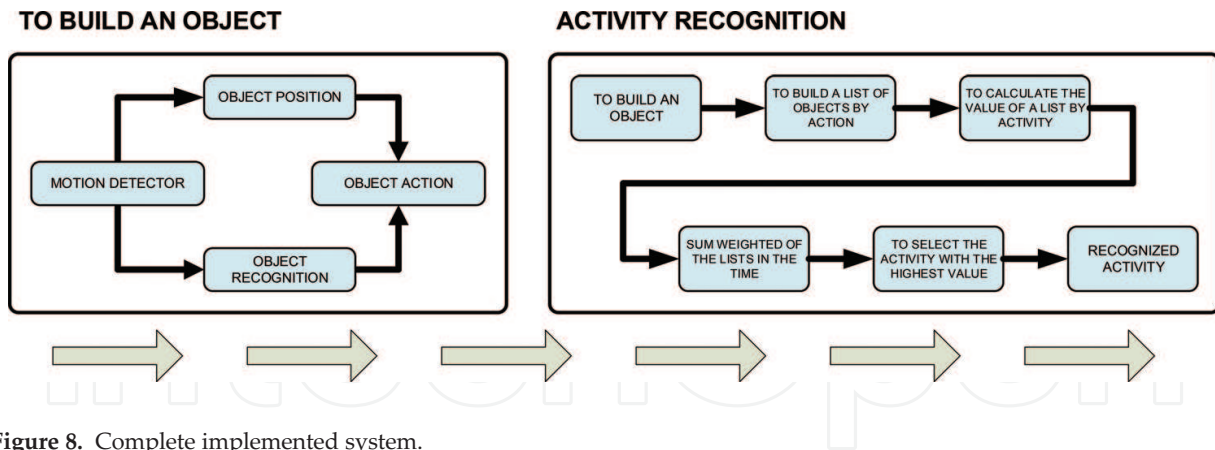 TO BUILD AN OBJECT
ACTIVITY RECOGNITION
OBJECT POSITION
MOTION DETECTOR
OBJECT ACTION
OBJECT
RECOGNITION
TO BUILD AN
OBJECT
TO BUILD A LIST OF
OBJECTS BY
ACTION
TO CALCULATE THE
VALUE OF A LIST BY
ACTIVITY
SUM WEIGHTED OF
THE LISTS IN THE
TIME
TO SELECT THE
ACTIVITY WITH THE
HIGHEST VALUE
RECOGNIZED
ACTIVITY
intechopen
Figure 8. Complete implemented system.